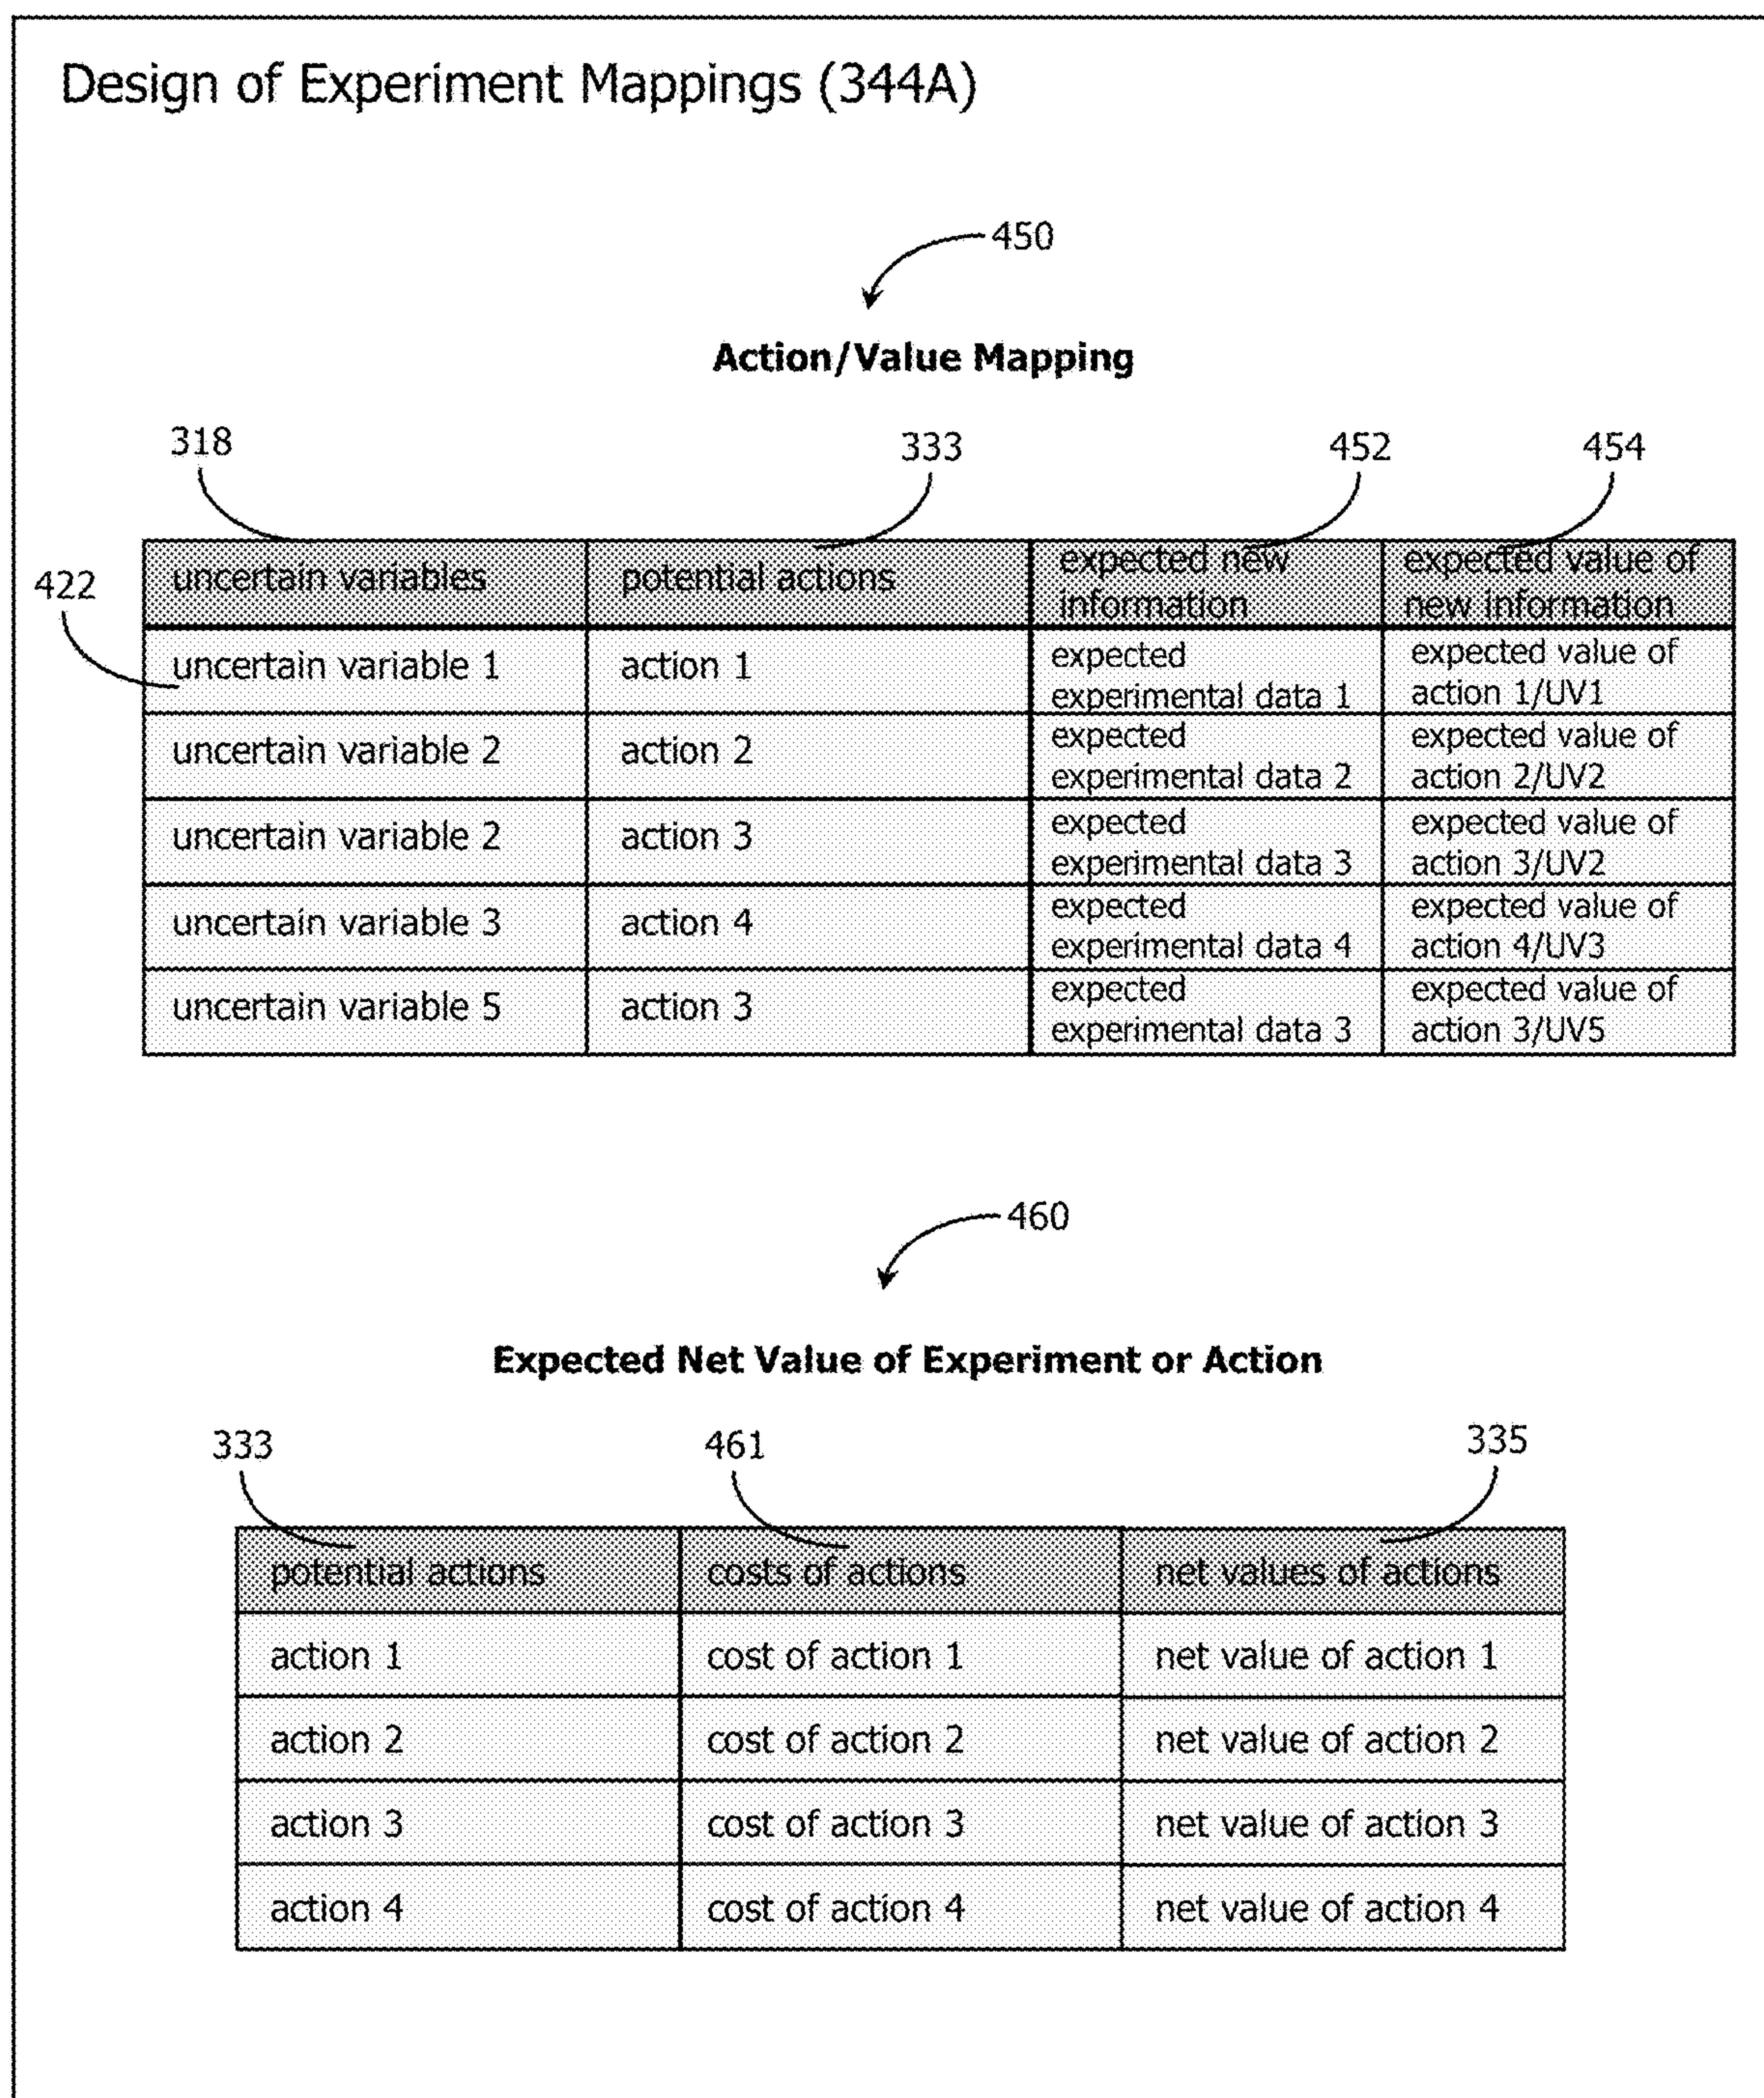 Design of Experiment Mappings (344A)
450
Action/Value Mapping
318
333
452
454
422
uncertain variables
potential actions
expected new
information
expected value of
new information
uncertain variable 1
action 1
expected
experimental data 1
expected value of
action 1/UV1
uncertain variable 2
action 2
expected
experimental data 2
expected value of
action 2/UV2
uncertain variable 2
action 3
expected
experimental data 3
expected value of
action 3/UV2
uncertain variable 3
action 4
expected
experimental data 4
expected value of
action 4/UV3
uncertain variable 5
action 3
expected
experimental data 3
expected value of
action 3/UV5
460
Expected Net Value of Experiment or Action
333
461
335
potential actions
costs of actions
net values of actions
action 1
cost of action 1
net value of action 1
action 2
cost of action 2
net value of action 2
action 3
cost of action 3
net value of action 3
action 4
cost of action 4
net value of action 4